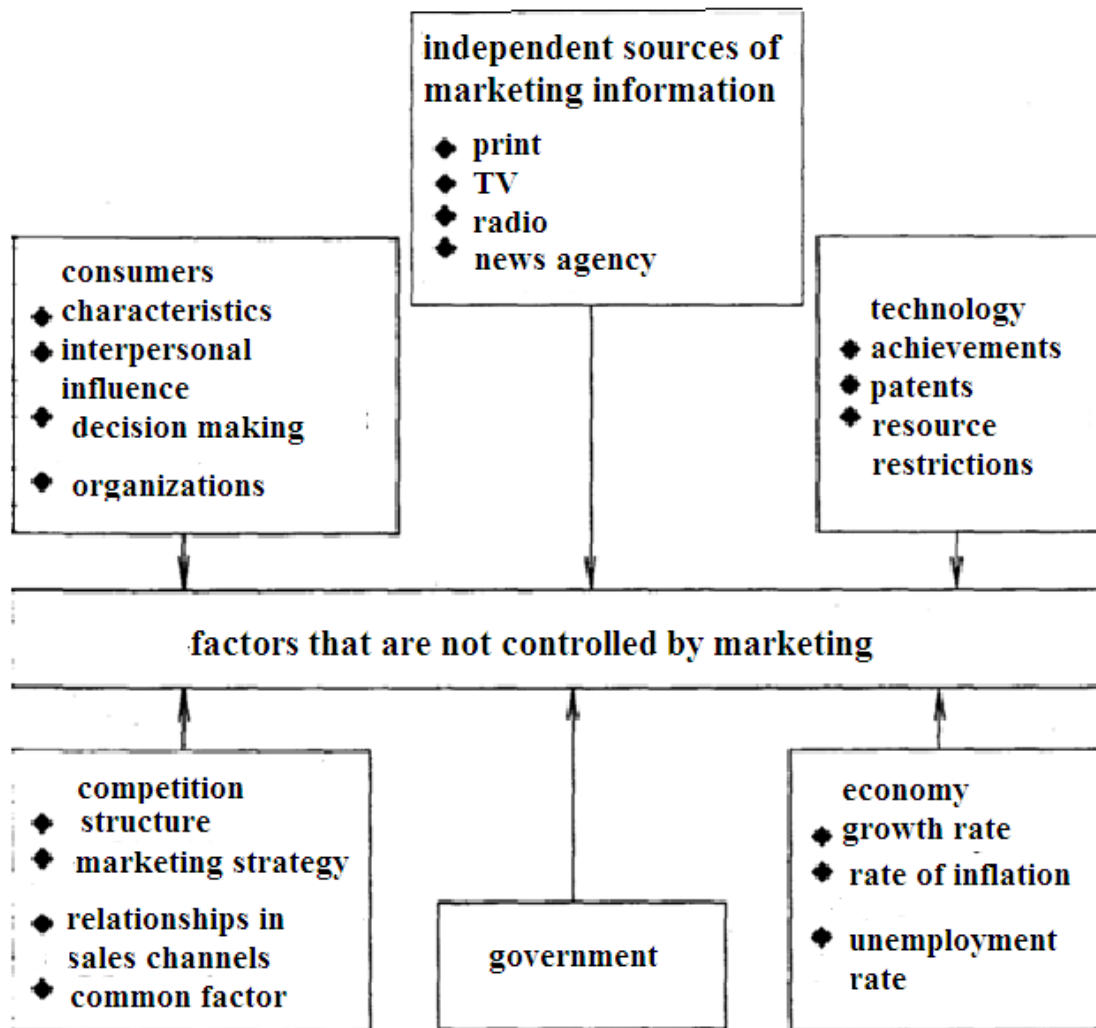 independent sources of
marketing information
◆ print
◆ TV
◆ radio
◆ news agency
consumers
◆ characteristics
◆ interpersonal
influence
◆ decision making
◆ organizations
technology
◆ achievements
◆ patents
◆ resource
restrictions
factors that are not controlled by marketing
competition
◆ structure
◆ marketing strategy
◆ relationships in
sales channels
◆ common factor
government
economy
◆ growth rate
◆ rate of inflation
◆ unemployment
rate